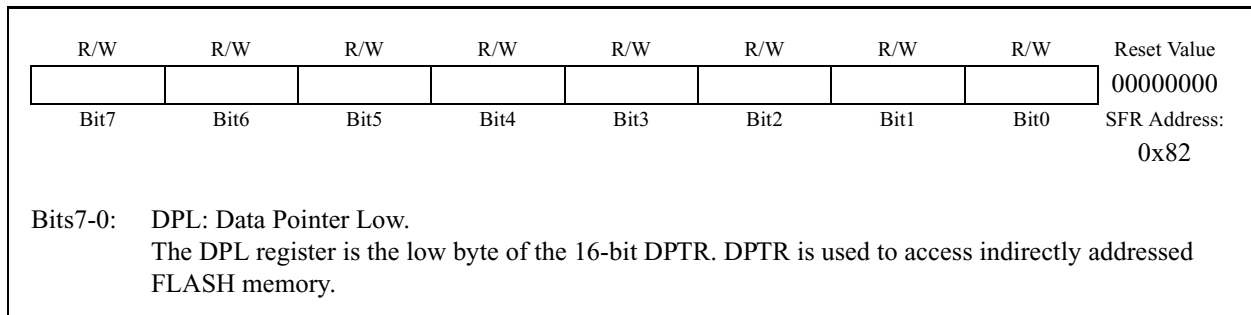 R/W R/W R/W R/W R/W R/W R/W R/W Reset Value
00000000
Bit7 Bit6 Bit5 Bit4 Bit3 Bit2 Bit1 Bit0 SFR Address:
0x82
Bits7-0: DPL: Data Pointer Low.
The DPL register is the low byte of the 16-bit DPTR. DPTR is used to access indirectly addressed
FLASH memory.